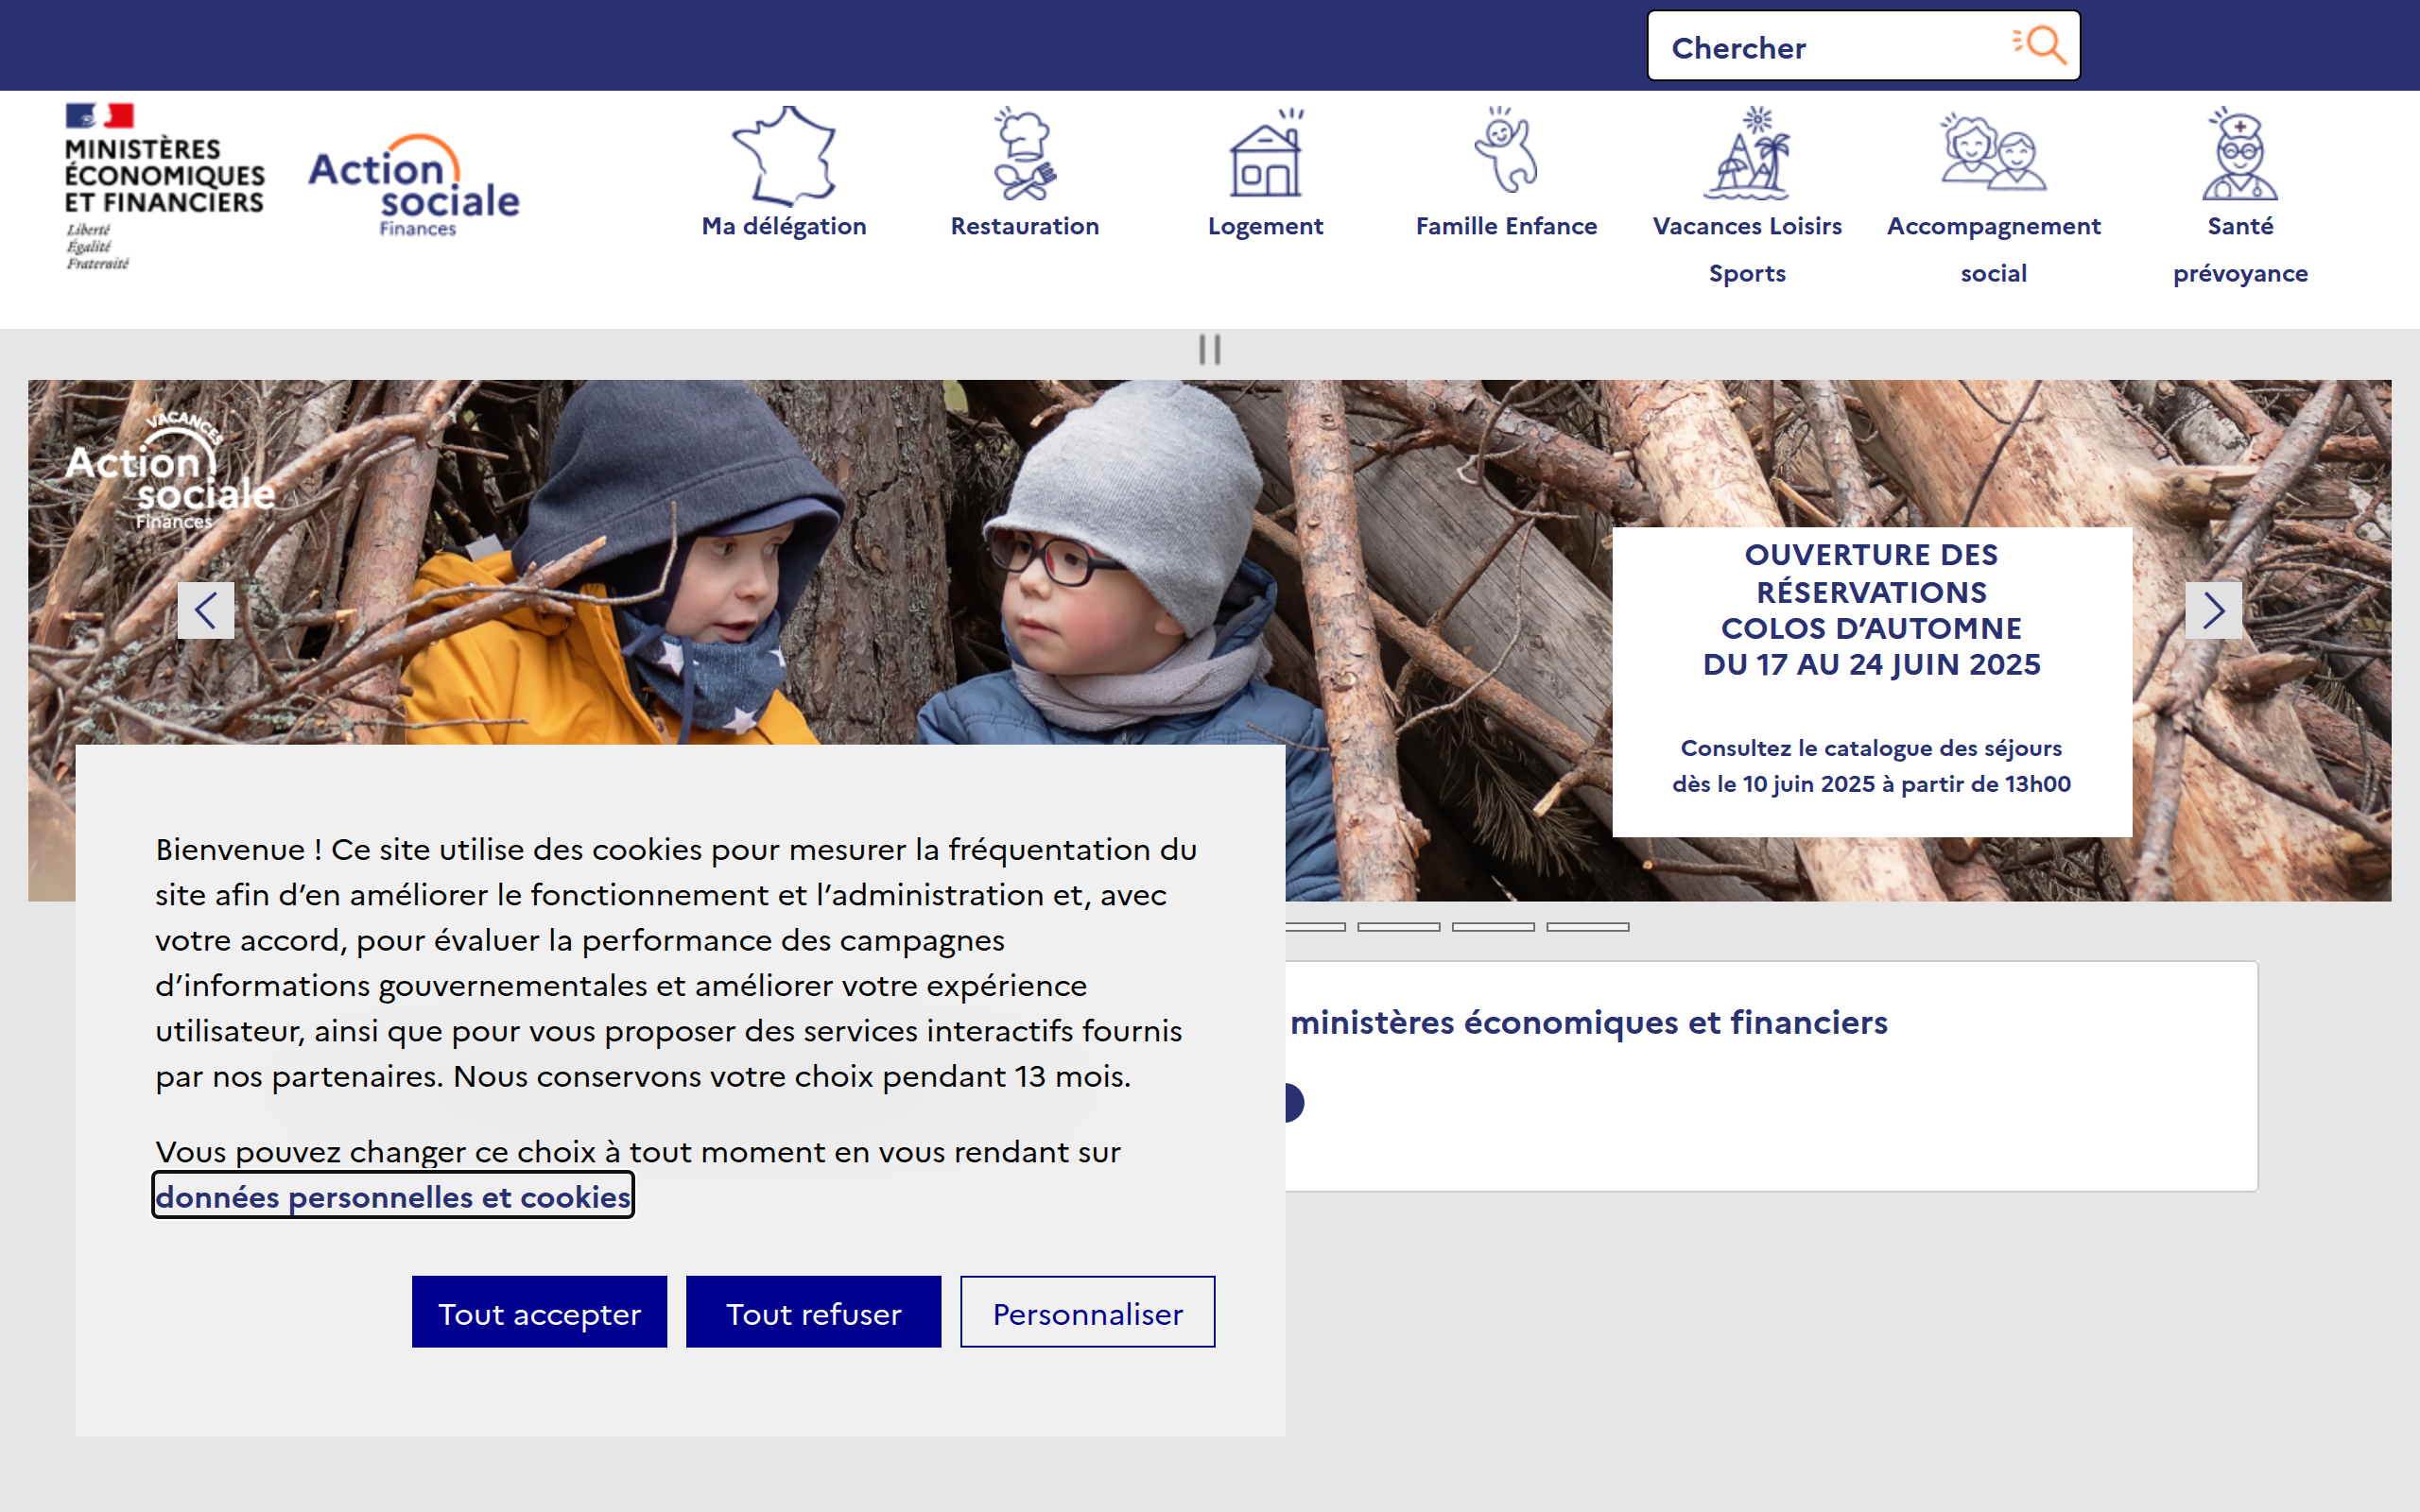 Chercher
MINISTÈRES
ÉCONOMIQUES
ET FINANCIERS
Liberté
Égalité
Fraternité
Action
sociale
Finances
Ma délégation
Restauration
Logement
Famille Enfance
Vacances Loisirs
Sports
Accompagnement
social
Santé
prévoyance
VACANCES
Action
sociale
Finances
OUVERTURE DES
RÉSERVATIONS
COLOS D’AUTOMNE
DU 17 AU 24 JUIN 2025
Consultez le catalogue des séjours
dès le 10 juin 2025 à partir de 13h00
Bienvenue ! Ce site utilise des cookies pour mesurer la fréquentation du
site afin d’en améliorer le fonctionnement et l’administration et, avec
votre accord, pour évaluer la performance des campagnes
d’informations gouvernementales et améliorer votre expérience
utilisateur, ainsi que pour vous proposer des services interactifs fournis
par nos partenaires. Nous conservons votre choix pendant 13 mois.
Vous pouvez changer ce choix à tout moment en vous rendant sur
données personnelles et cookies
Tout accepter
Tout refuser
Personnaliser
ministères économiques et financiers